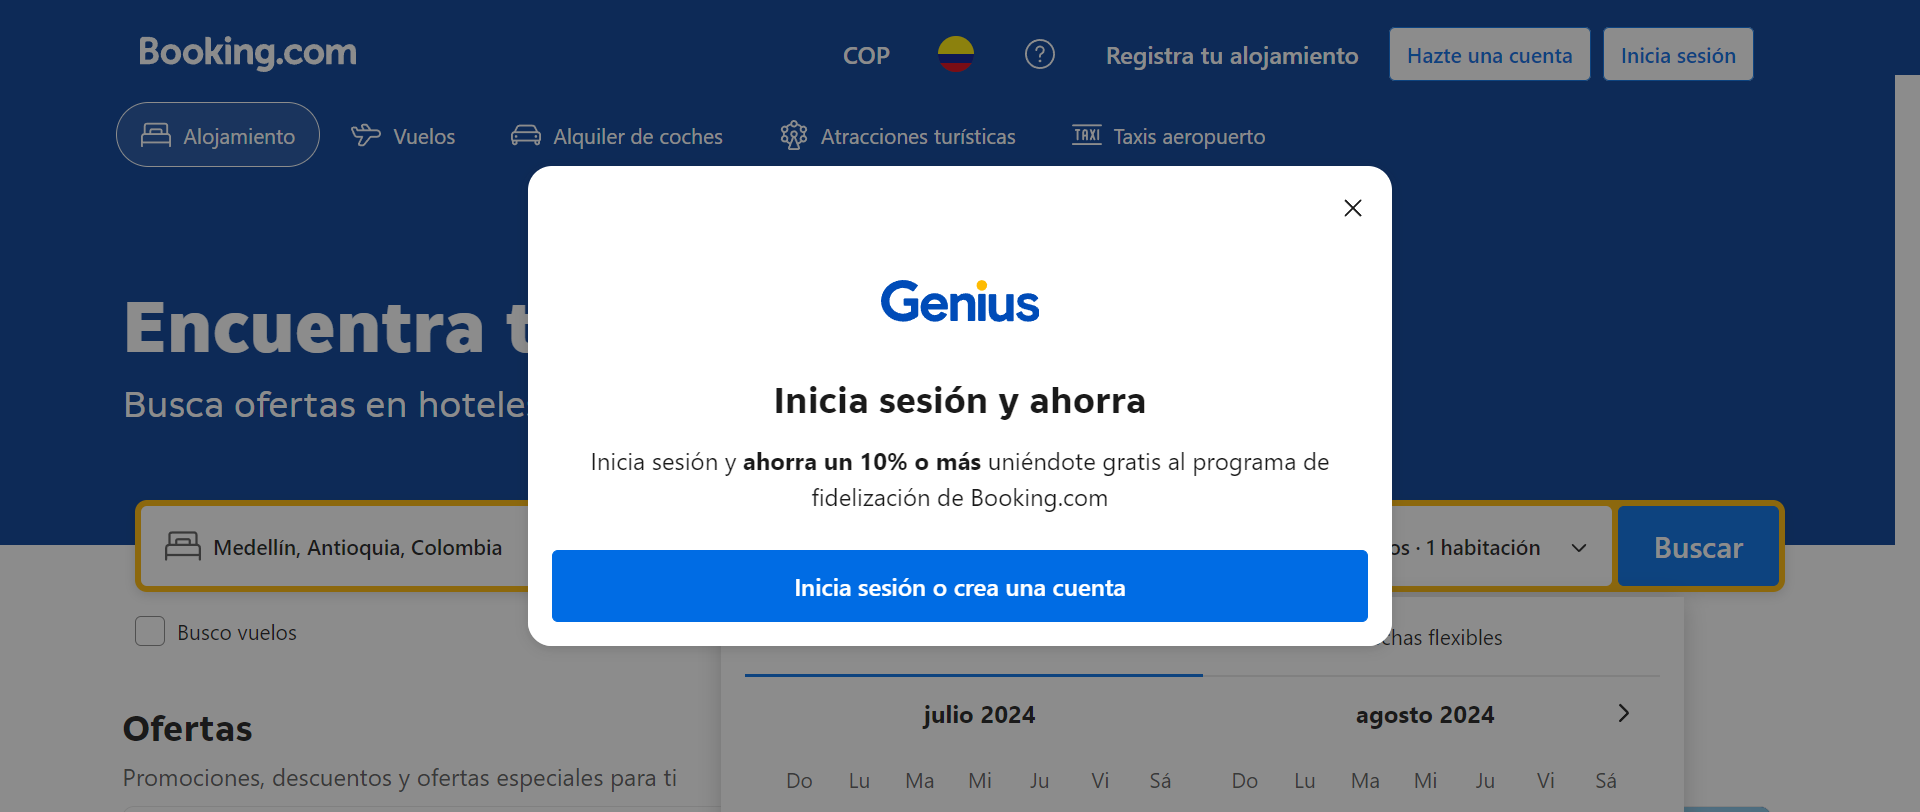 Booking.com
COP
Registra tu alojamiento
Hazte una cuenta
Inicia sesión
Alojamiento
Vuelos
Alquiler de coches
Atracciones turísticas
TAXI Taxis aeropuerto
Genius
Inicia sesión y ahorra
Inicia sesión y ahorra un 10% o más uniéndote gratis al programa de
fidelización de Booking.com
Inicia sesión o crea una cuenta
Encuentra t
Busca ofertas en hoteles
Medellín, Antioquia, Colombia
os · 1 habitación
Buscar
Busco vuelos
chas flexibles
julio 2024
agosto 2024
Do Lu Ma Mi Ju Vi Sá
Do Lu Ma Mi Ju Vi Sá
Ofertas
Promociones, descuentos y ofertas especiales para ti